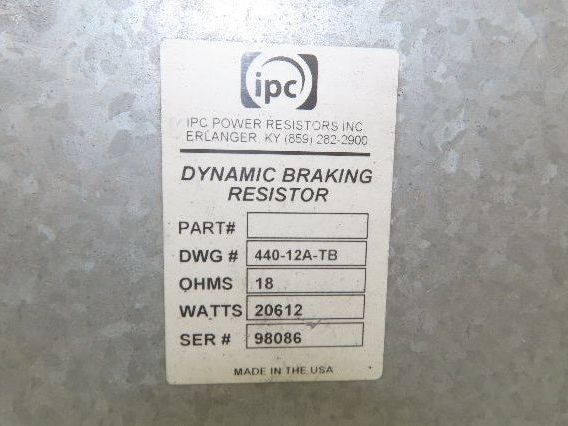 ipc
IPC POWER RESISTORS INC
ERLANGER, KY (859) 282-2900
DYNAMIC BRAKING
RESISTOR
PART#
DWG # 440-12A-TB
OHMS 18
WATTS 20612
SER # 98086
MADE IN THE USA